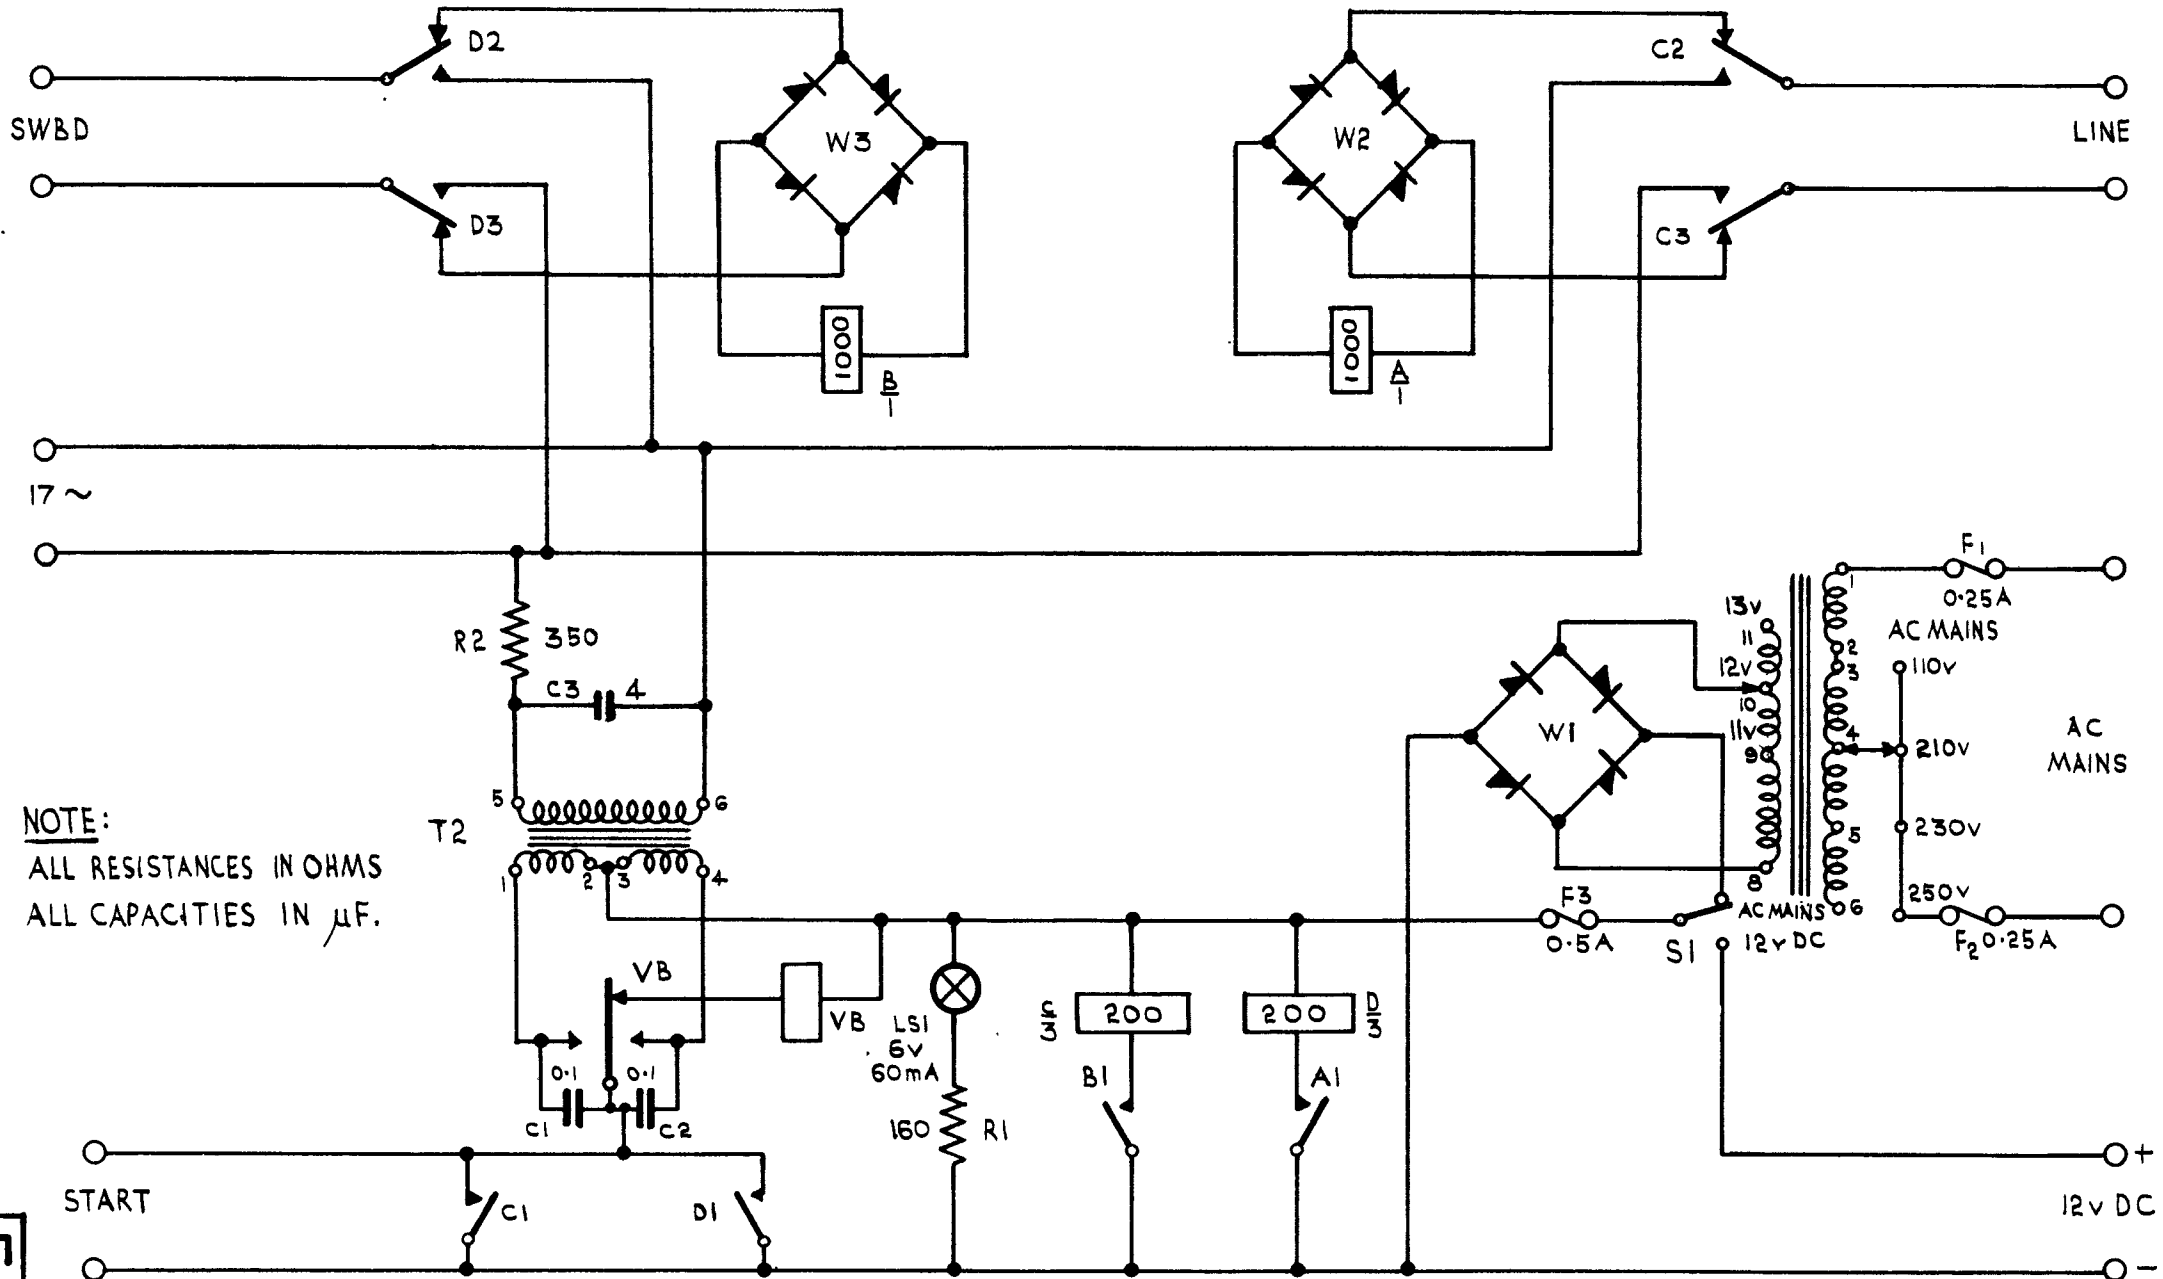 D2
C2
SWBD
W3
W2
LINE
D3
C3
1000
B
1
1000
A
1
17 ~
F1
0·25A
13v
11
1
AC MAINS
R2
350
12v
2
3
110v
C3
4
10
11v
W1
9
4
210v
AC
MAINS
5
6
T2
5
230v
NOTE:
ALL RESISTANCES IN OHMS
ALL CAPACITIES IN µF.
1
2
3
4
8
250v
F3
AC MAINS
6
0·5A
S1
12v DC
F2 0·25A
VB
VB
LS1
6v
60mA
C
3
200
200
D
3
0·1
0·1
B1
A1
C1
C2
160
R1
+
START
C1
D1
12v DC
−